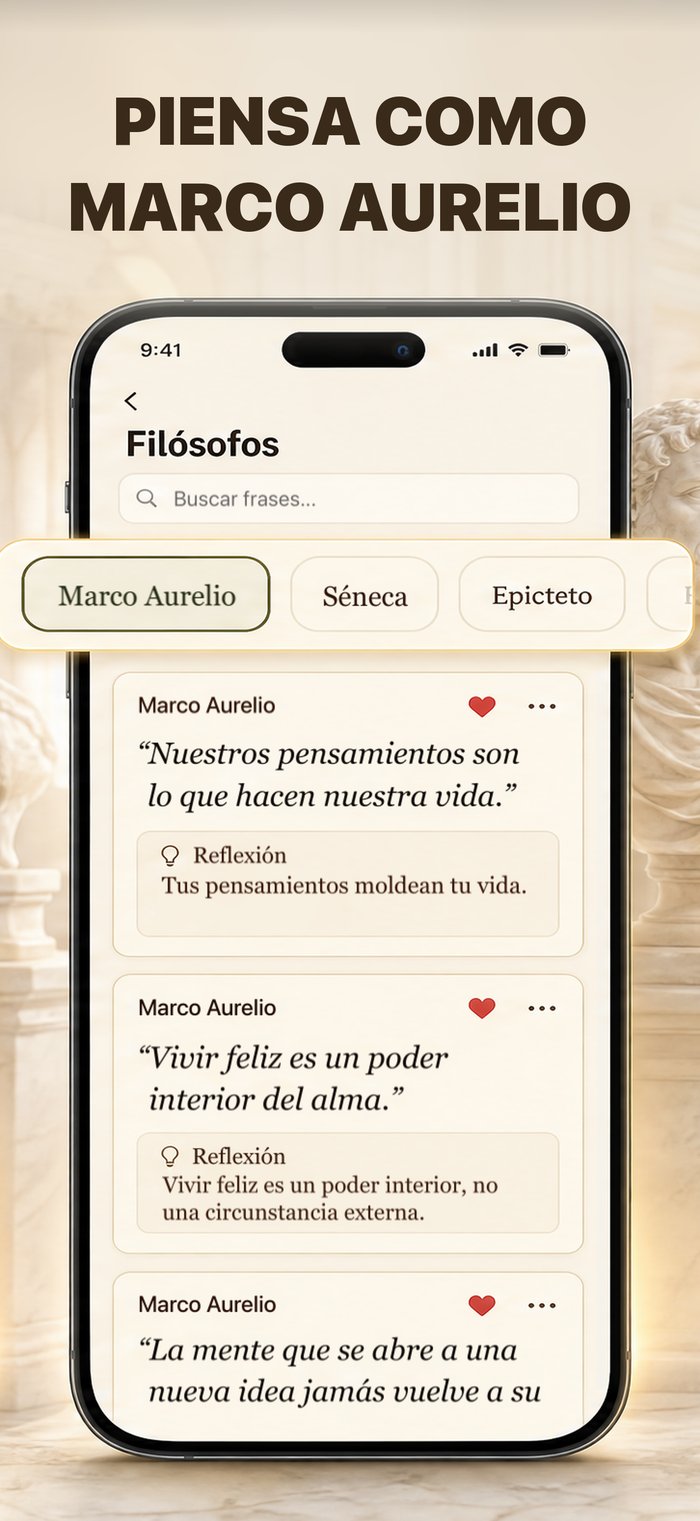 PIENSA COMO
MARCO AURELIO
9:41
Filósofos
Buscar frases...
Marco Aurelio
Séneca
Epicteto
Marco Aurelio
“Nuestros pensamientos son
lo que hacen nuestra vida.”
Reflexión
Tus pensamientos moldean tu vida.
Marco Aurelio
“Vivir feliz es un poder
interior del alma.”
Reflexión
Vivir feliz es un poder interior, no
una circunstancia externa.
Marco Aurelio
“La mente que se abre a una
nueva idea jamás vuelve a su